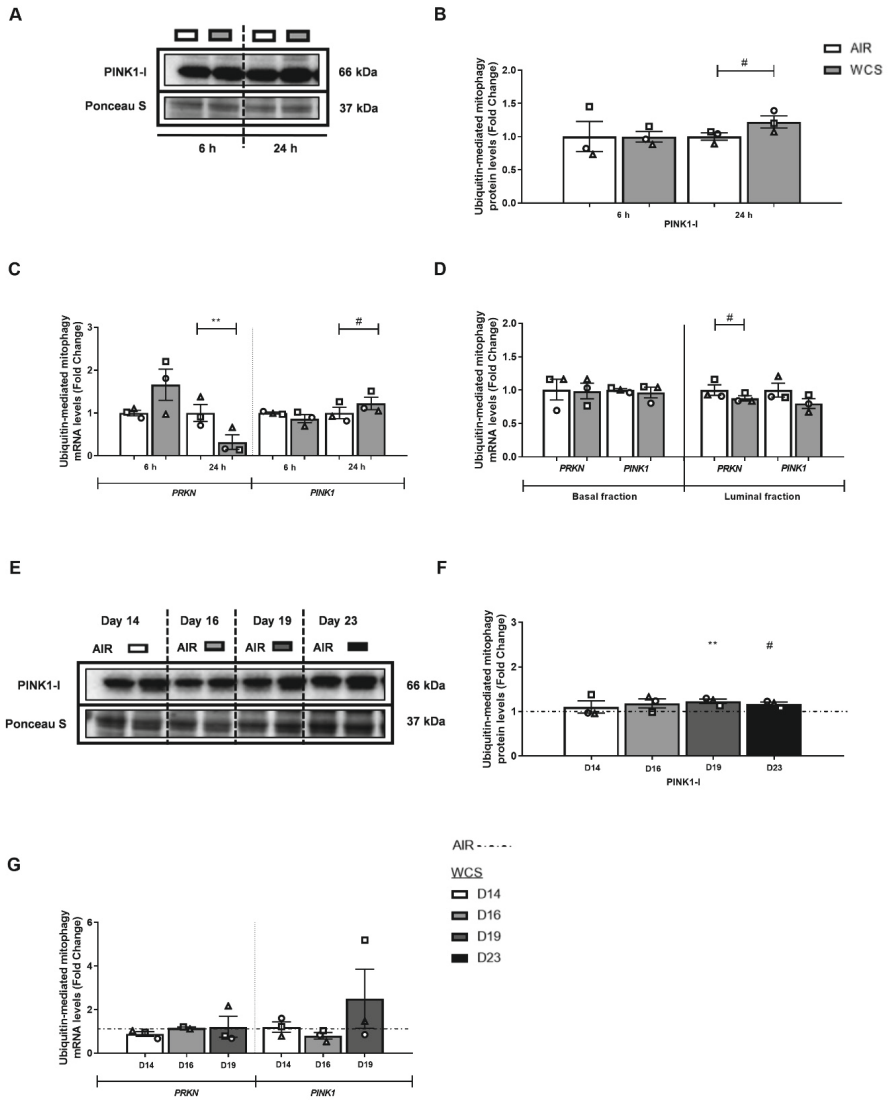 A
PINK1-I
66 kDa
Ponceau S
37 kDa
6 h
24 h
B
AIR
WCS
Ubiquitin-mediated mitophagy
protein levels (Fold Change)
2.0
1.5
1.0
0.5
0.0
#
6 h
24 h
PINK1-I
C
Ubiquitin-mediated mitophagy
mRNA levels (Fold Change)
3
2
1
0
**
#
6 h
24 h
6 h
24 h
PRKN
PINK1
D
Ubiquitin-mediated mitophagy
mRNA levels (Fold Change)
2.0
1.5
1.0
0.5
0.0
#
PRKN
PINK1
PRKN
PINK1
Basal fraction
Luminal fraction
E
Day 14
Day 16
Day 19
Day 23
AIR
AIR
AIR
AIR
PINK1-I
66 kDa
Ponceau S
37 kDa
F
Ubiquitin-mediated mitophagy
protein levels (Fold Change)
3
2
1
0
**
#
D14
D16
D19
D23
PINK1-I
AIR
WCS
D14
D16
D19
D23
G
Ubiquitin-mediated mitophagy
mRNA levels (Fold Change)
6
4
2
0
D14
D16
D19
D14
D16
D19
PRKN
PINK1